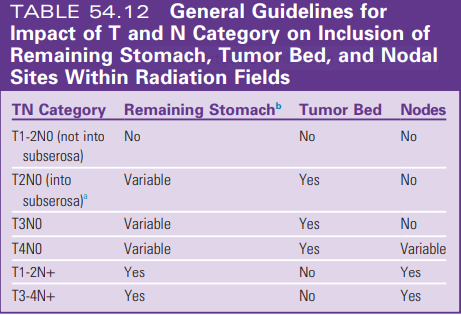 TABLE 54.12 General Guidelines for
Impact of T and N Category on Inclusion of
Remaining Stomach, Tumor Bed, and Nodal
Sites Within Radiation Fields
TN Category Remaining Stomachb Tumor Bed Nodes
T1-2N0 (not into No No No
subserosa)
T2N0 (into Variable Yes No
subserosa)a
T3N0 Variable Yes No
T4N0 Variable Yes Variable
T1-2N+ Yes No Yes
T3-4N+ Yes No Yes